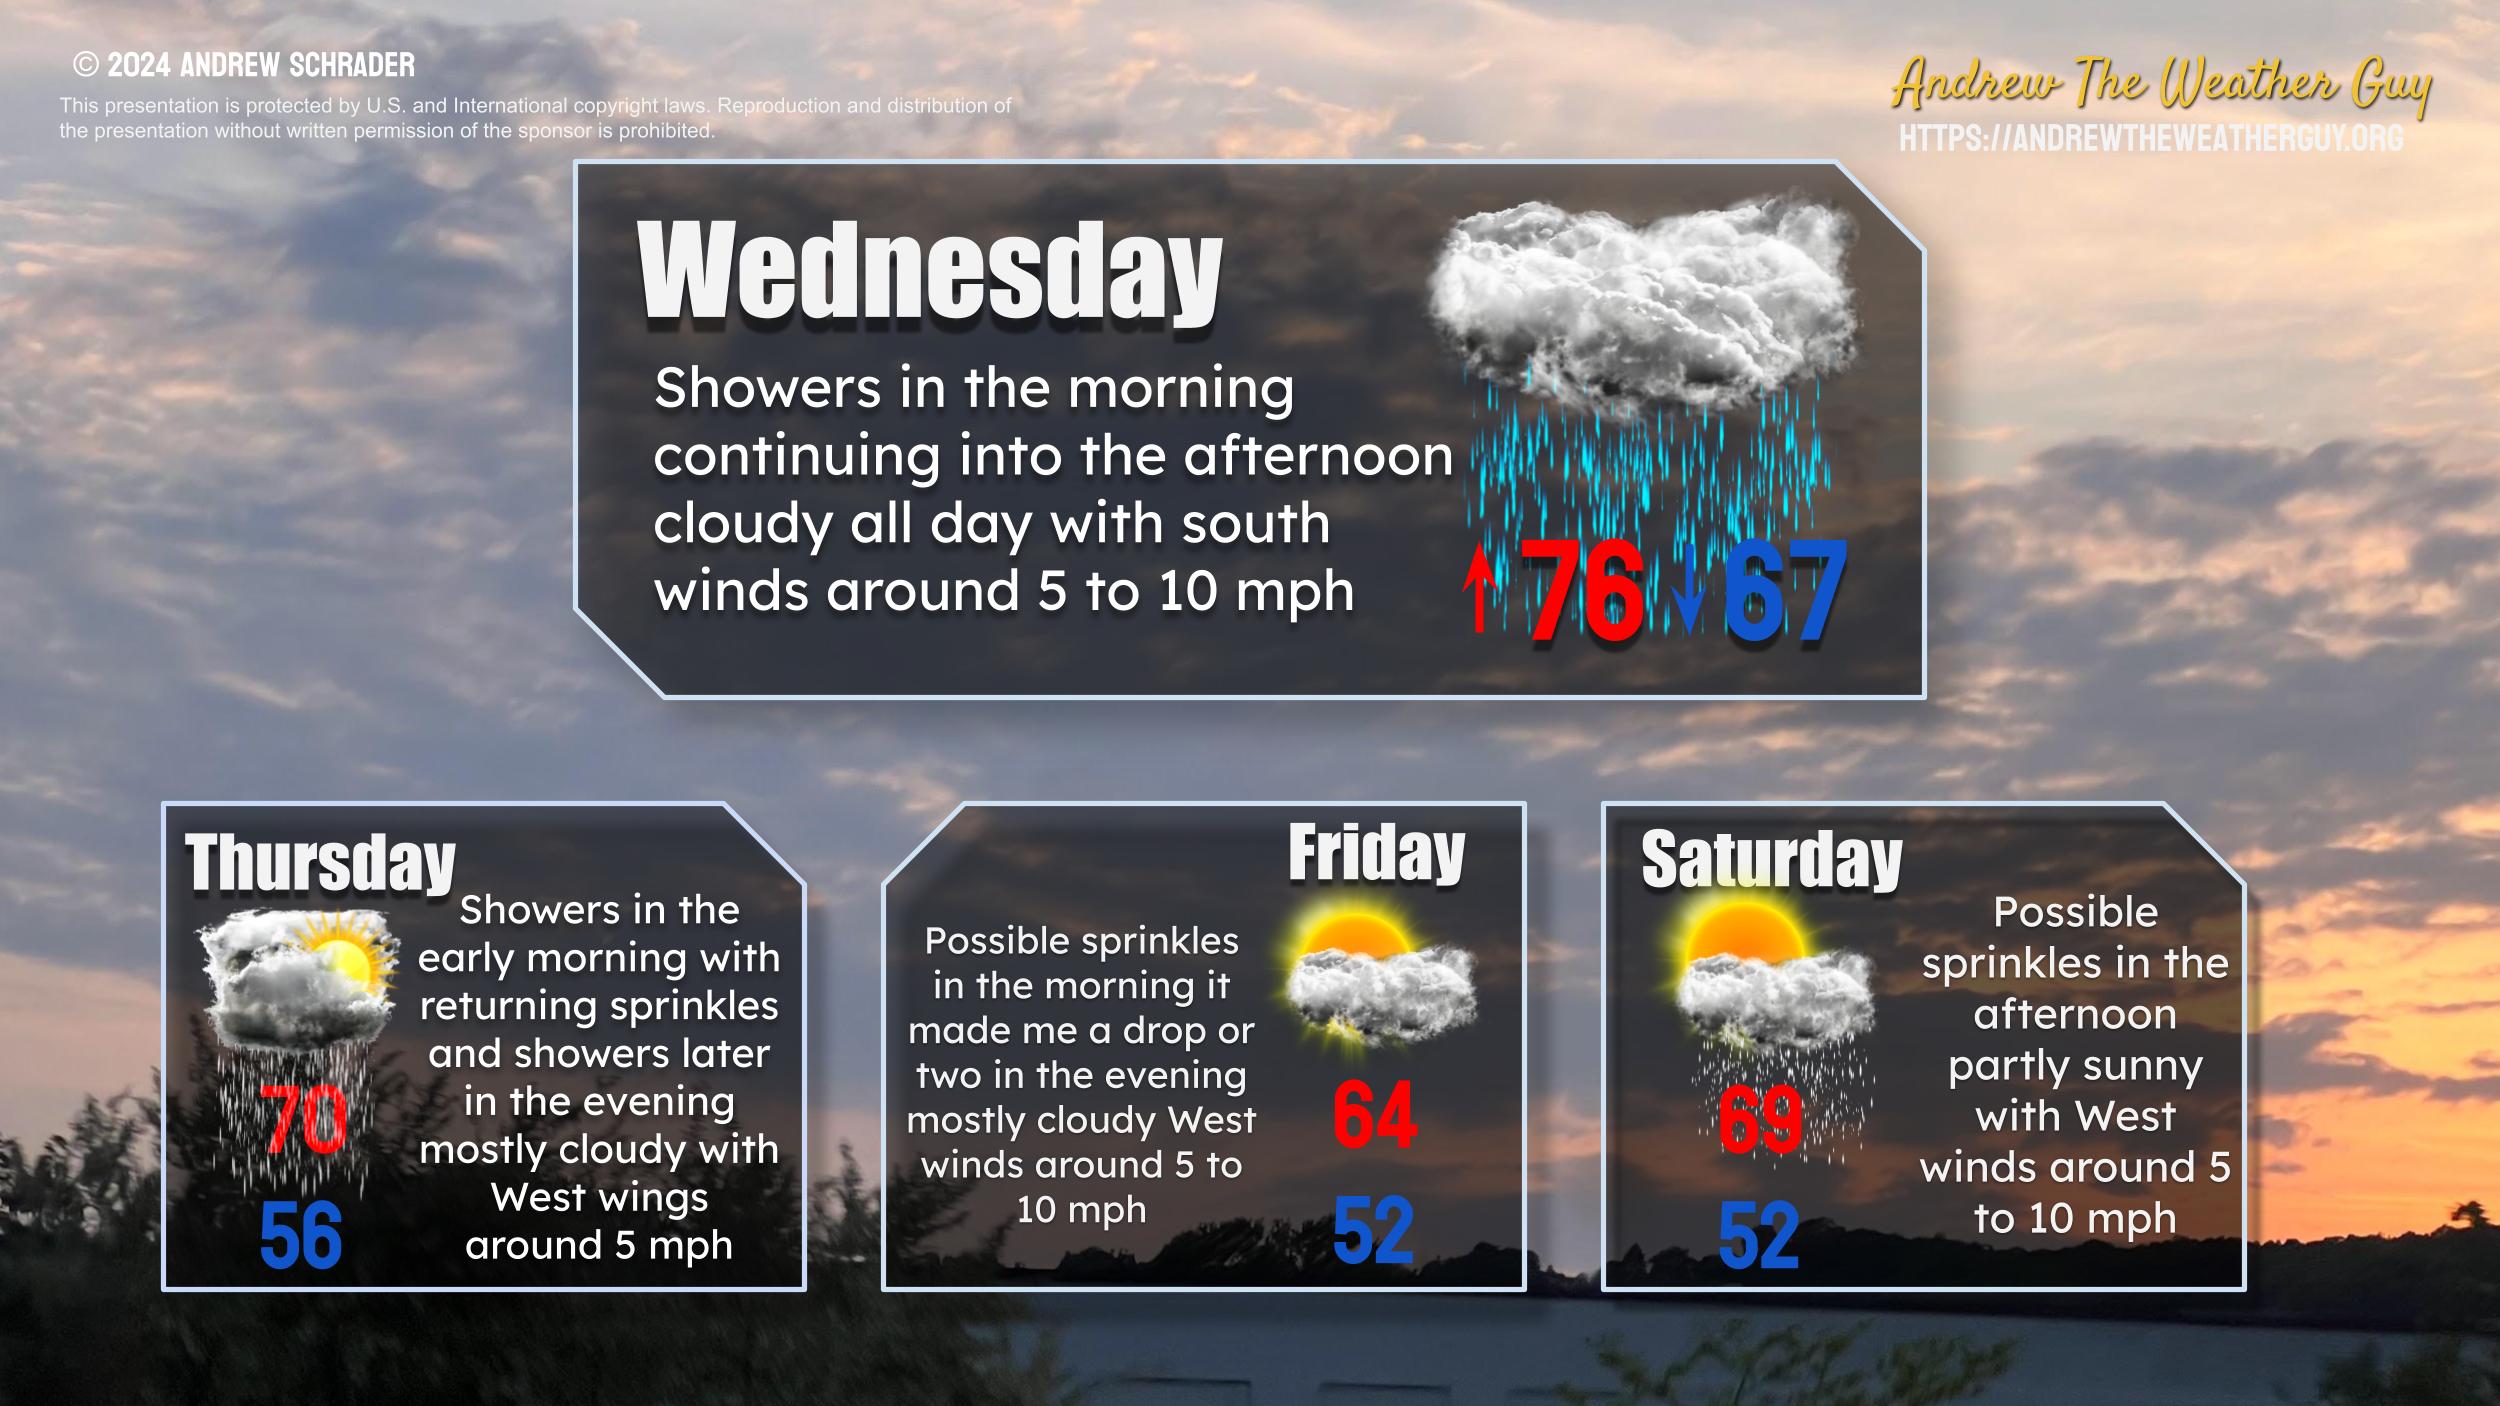 © 2024 ANDREW SCHRADER
This presentation is protected by U.S. and International copyright laws. Reproduction and distribution of
the presentation without written permission of the sponsor is prohibited.
Andrew The Weather Guy
HTTPS://ANDREWTHEWEATHERGUY.ORG
Wednesday
Showers in the morning
continuing into the afternoon
cloudy all day with south
winds around 5 to 10 mph
↑76 ↓67
Thursday
Showers in the
early morning with
returning sprinkles
and showers later
in the evening
mostly cloudy with
West wings
around 5 mph
70
56
Friday
Possible sprinkles
in the morning it
made me a drop or
two in the evening
mostly cloudy West
winds around 5 to
10 mph
64
52
Saturday
Possible
sprinkles in the
afternoon
partly sunny
with West
winds around 5
to 10 mph
69
52